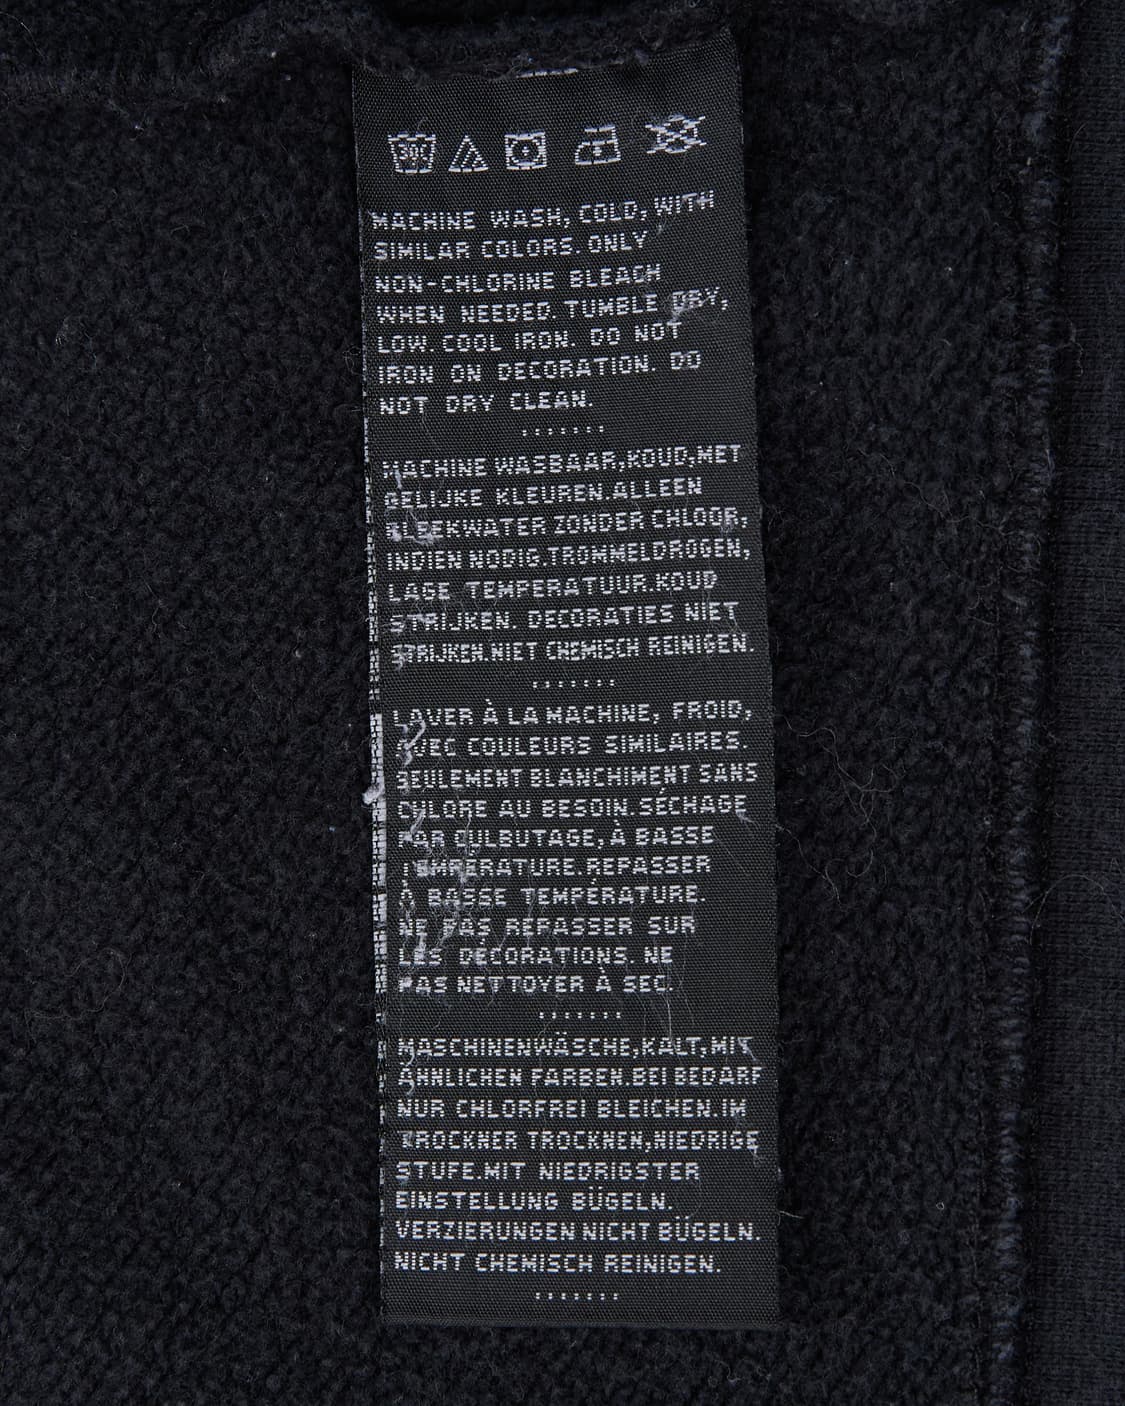 30C
MACHINE WASH, COLD, WITH
SIMILAR COLORS. ONLY
NON-CHLORINE BLEACH
WHEN NEEDED. TUMBLE DRY,
LOW. COOL IRON. DO NOT
IRON ON DECORATION. DO
NOT DRY CLEAN.
MACHINE WASBAAR,KOUD,MET
GELIJKE KLEUREN.ALLEEN
BLEEKWATER ZONDER CHLOOR,
INDIEN NODIG.TROMMELDROGEN,
LAGE TEMPERATUUR.KOUD
STRIJKEN. DECORATIES NIET
STRIJKEN.NIET CHEMISCH REINIGEN.
LAVER À LA MACHINE, FROID,
AVEC COULEURS SIMILAIRES.
SEULEMENT BLANCHIMENT SANS
CHLORE AU BESOIN.SÉCHAGE
PAR CULBUTAGE,À BASSE
TEMPERATURE.REPASSER
À BASSE TEMPÉRATURE.
NE PAS REPASSER SUR
LES DÉCORATIONS. NE
PAS NETTOYER À SEC.
MASCHINENWÄSCHE,KALT,MIT
ÄHNLICHEN FARBEN.BEI BEDARF
NUR CHLORFREI BLEICHEN.IM
TROCKNER TROCKNEN,NIEDRIGE
STUFE.MIT NIEDRIGSTER
EINSTELLUNG BÜGELN.
VERZIERUNGEN NICHT BÜGELN.
NICHT CHEMISCH REINIGEN.